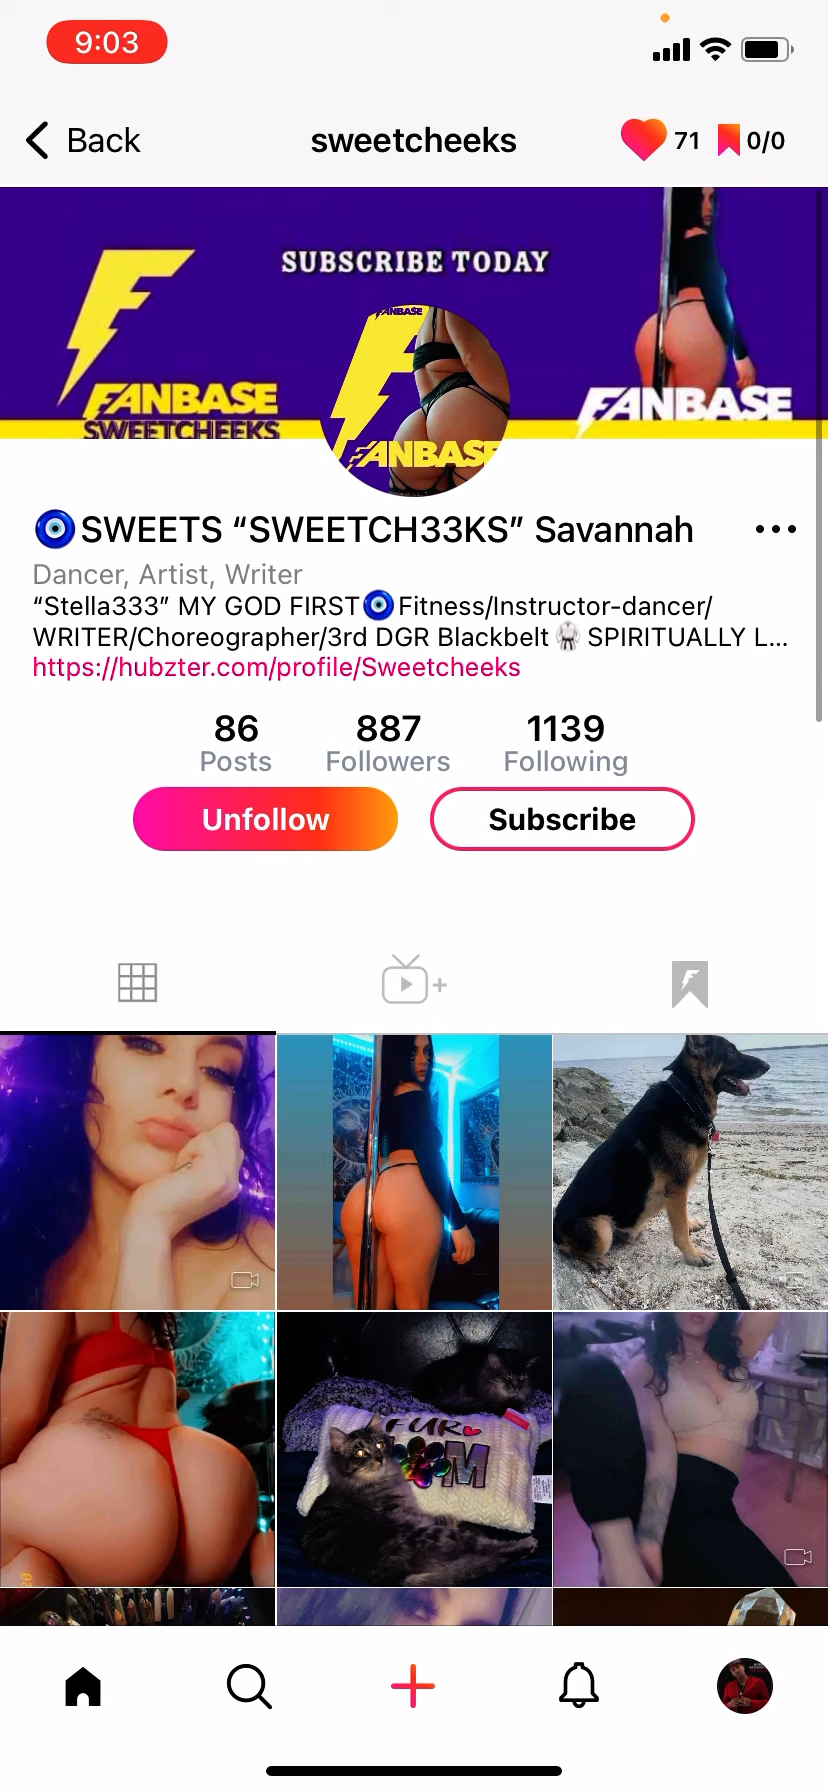 9:03
Back
sweetcheeks
71
0/0
SUBSCRIBE TODAY
FANBASE
SWEETCHEEKS
FANBASE
FANBASE
FANBASE
🧿SWEETS “SWEETCH33KS” Savannah
Dancer, Artist, Writer
“Stella333” MY GOD FIRST🧿Fitness/Instructor-dancer/
WRITER/Choreographer/3rd DGR Blackbelt🥋SPIRITUALLY L...
https://hubzter.com/profile/Sweetcheeks
86
Posts
887
Followers
1139
Following
Unfollow
Subscribe
FUR
M